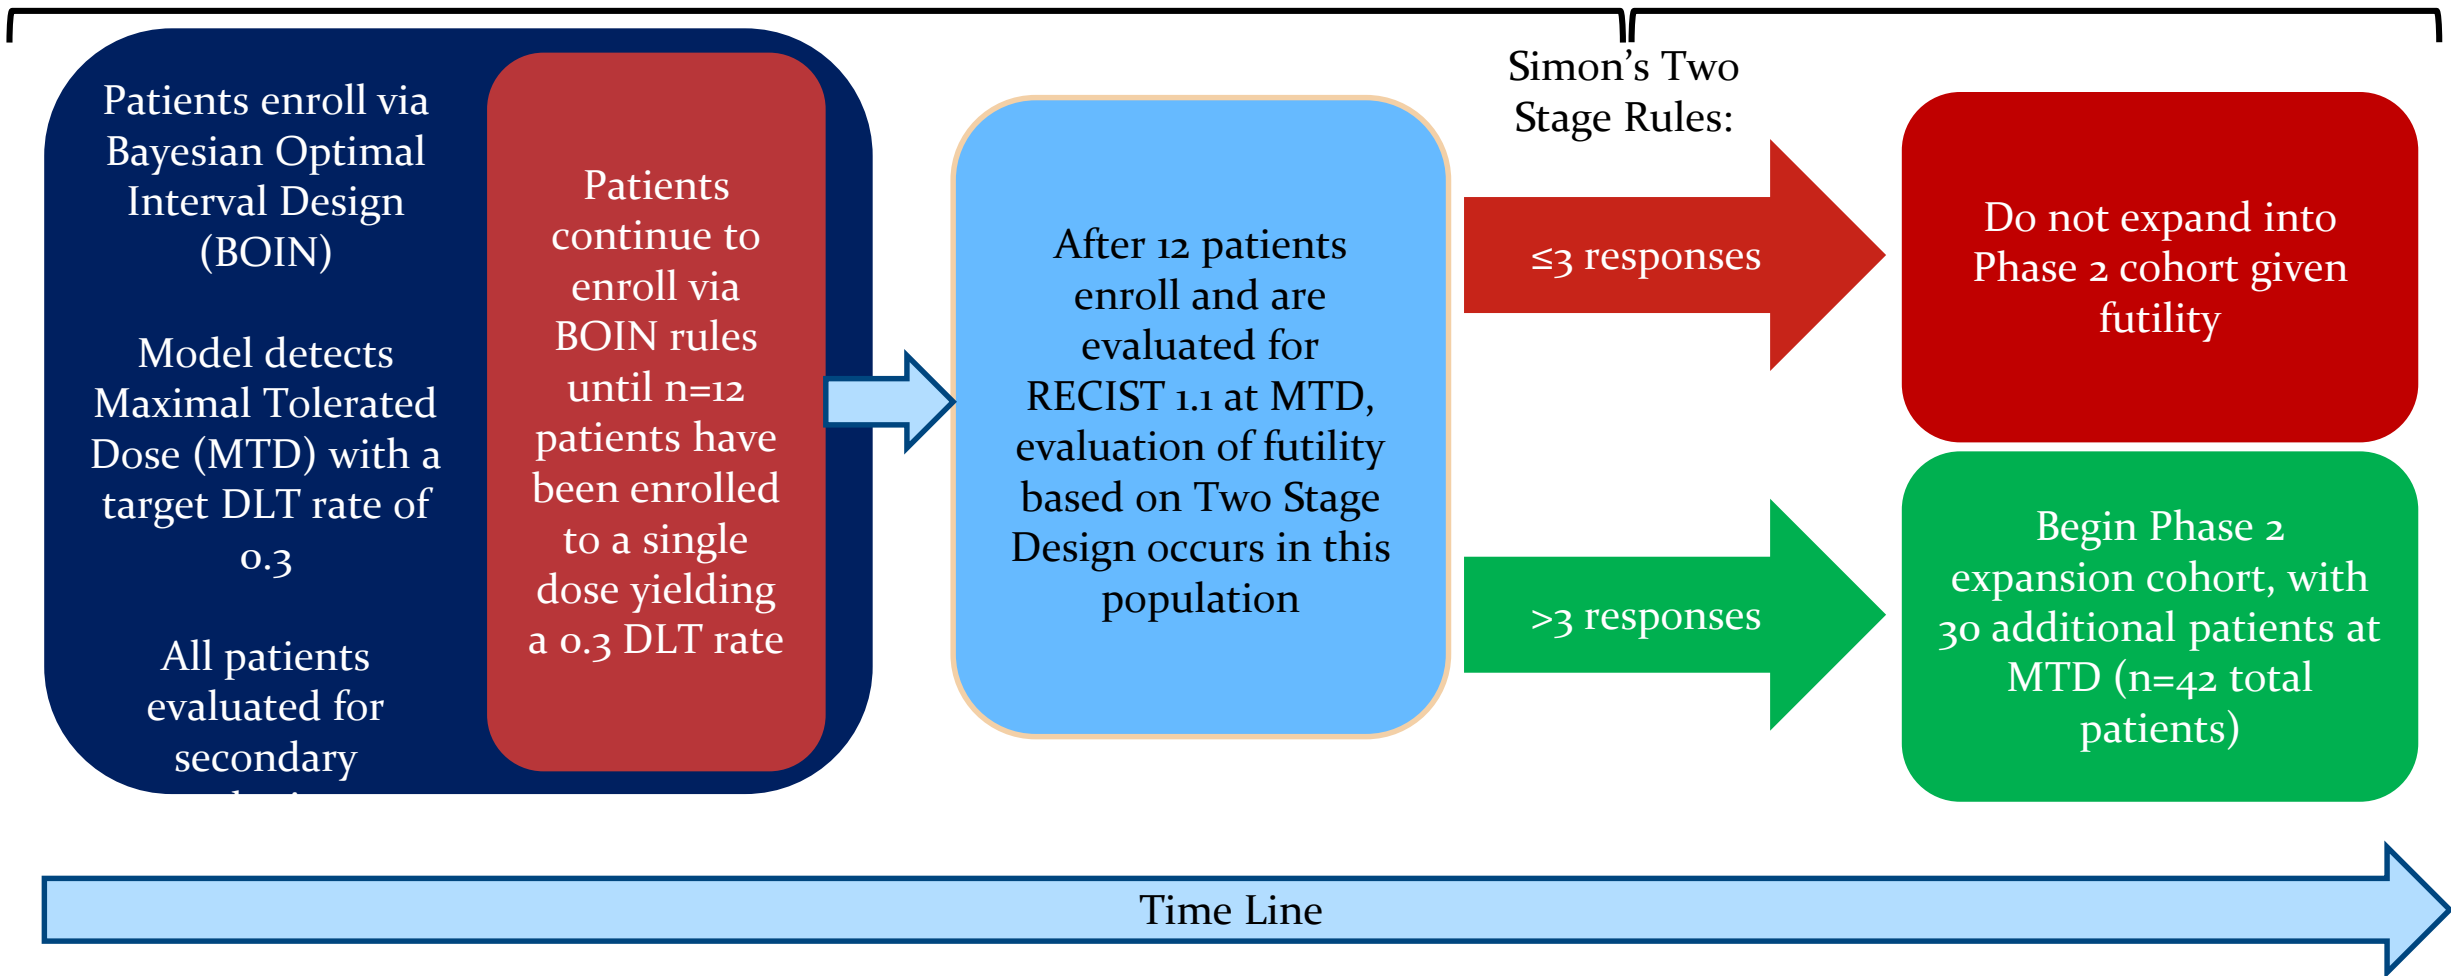 Patients enroll via
Bayesian Optimal
Interval Design
(BOIN)
Model detects
Maximal Tolerated
Dose (MTD) with a
target DLT rate of
0.3
All patients
evaluated for
secondary
Patients
continue to
enroll via
BOIN rules
until n=12
patients have
been enrolled
to a single
dose yielding
a 0.3 DLT rate
After 12 patients
enroll and are
evaluated for
RECIST 1.1 at MTD,
evaluation of futility
based on Two Stage
Design occurs in this
population
Simon’s Two
Stage Rules:
≤3 responses
>3 responses
Do not expand into
Phase 2 cohort given
futility
Begin Phase 2
expansion cohort, with
30 additional patients at
MTD (n=42 total
patients)
Time Line